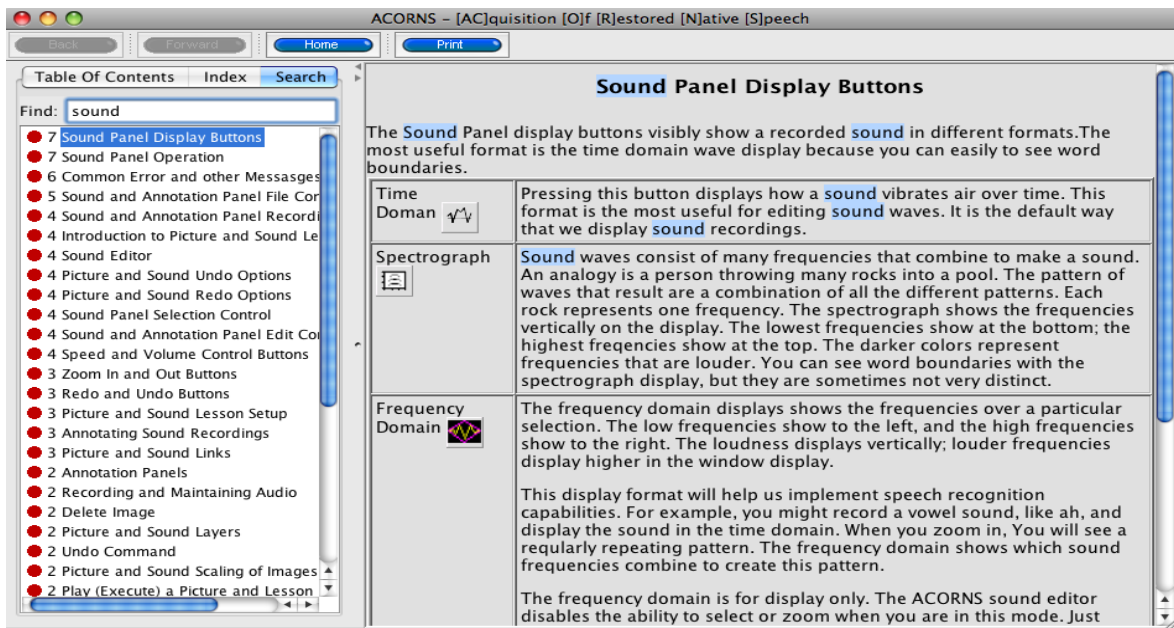 ACORNS – [AC]quisition [O]f [R]estored [N]ative [S]peech
Back Forward Home Print
Table Of Contents Index Search
Find: sound
7 Sound Panel Display Buttons
7 Sound Panel Operation
6 Common Error and other Messasges
5 Sound and Annotation Panel File Cor
4 Sound and Annotation Panel Recordi
4 Introduction to Picture and Sound Le
4 Sound Editor
4 Picture and Sound Undo Options
4 Picture and Sound Redo Options
4 Sound Panel Selection Control
4 Sound and Annotation Panel Edit Coi
4 Speed and Volume Control Buttons
3 Zoom In and Out Buttons
3 Redo and Undo Buttons
3 Picture and Sound Lesson Setup
3 Annotating Sound Recordings
3 Picture and Sound Links
2 Annotation Panels
2 Recording and Maintaining Audio
2 Delete Image
2 Picture and Sound Layers
2 Undo Command
2 Picture and Sound Scaling of Images
2 Play (Execute) a Picture and Lesson
Sound Panel Display Buttons
The Sound Panel display buttons visibly show a recorded sound in different formats.The
most useful format is the time domain wave display because you can easily to see word
boundaries.
Time
Doman
Pressing this button displays how a sound vibrates air over time. This
format is the most useful for editing sound waves. It is the default way
that we display sound recordings.
Spectrograph
Sound waves consist of many frequencies that combine to make a sound.
An analogy is a person throwing many rocks into a pool. The pattern of
waves that result are a combination of all the different patterns. Each
rock represents one frequency. The spectrograph shows the frequencies
vertically on the display. The lowest frequencies show at the bottom; the
highest freqencies show at the top. The darker colors represent
frequencies that are louder. You can see word boundaries with the
spectrograph display, but they are sometimes not very distinct.
Frequency
Domain
The frequency domain displays shows the frequencies over a particular
selection. The low frequencies show to the left, and the high frequencies
show to the right. The loudness displays vertically; louder frequencies
display higher in the window display.
This display format will help us implement speech recognition
capabilities. For example, you might record a vowel sound, like ah, and
display the sound in the time domain. When you zoom in, You will see a
reqularly repeating pattern. The frequency domain shows which sound
frequencies combine to create this pattern.
The frequency domain is for display only. The ACORNS sound editor
disables the ability to select or zoom when you are in this mode. Just